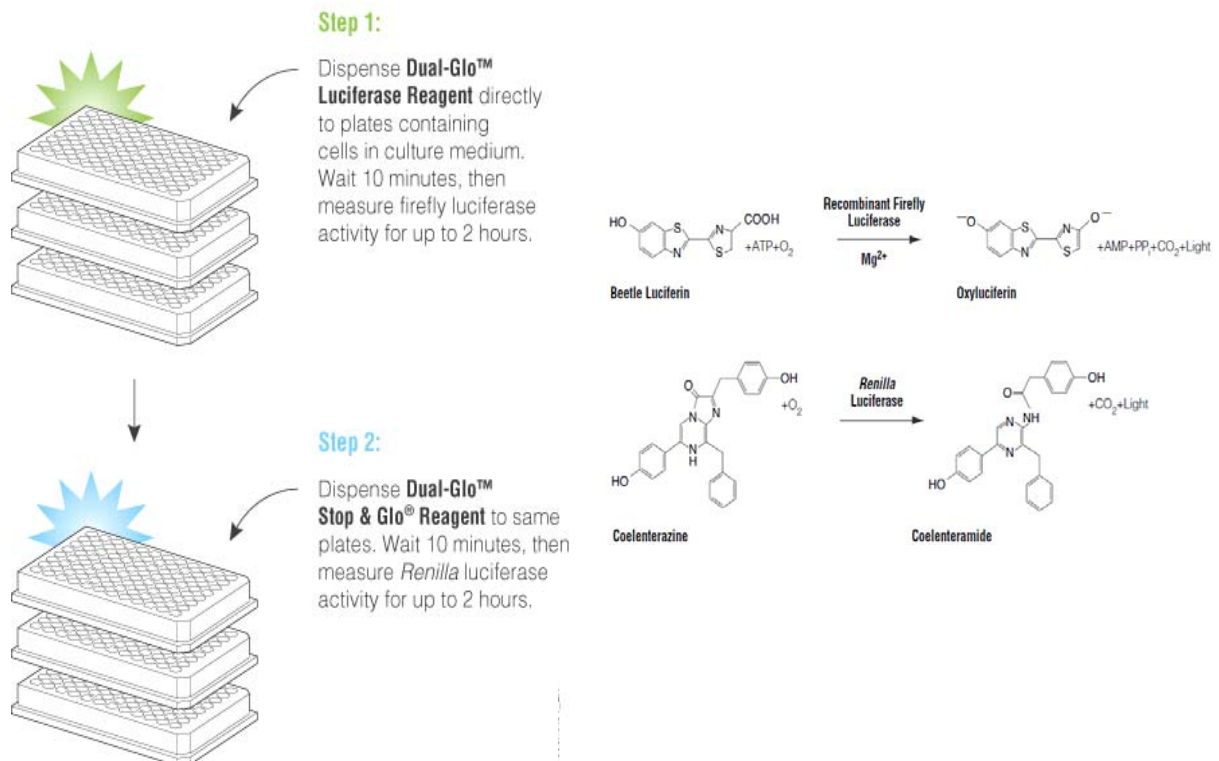 Step 1:
Dispense Dual-Glo™
Luciferase Reagent directly
to plates containing
cells in culture medium.
Wait 10 minutes, then
measure firefly luciferase
activity for up to 2 hours.
Step 2:
Dispense Dual-Glo™
Stop & Glo® Reagent to same
plates. Wait 10 minutes, then
measure Renilla luciferase
activity for up to 2 hours.
HO
S
N
N
S
COOH
+ATP+O₂
Beetle Luciferin
Recombinant Firefly
Luciferase
Mg²⁺
⁻O
S
N
N
S
O⁻
+AMP+PPᵢ+CO₂+Light
Oxyluciferin
O
N
N
N
H
OH
HO
+O₂
Coelenterazine
Renilla
Luciferase
O
NH
N
N
OH
HO
+CO₂+Light
Coelenteramide